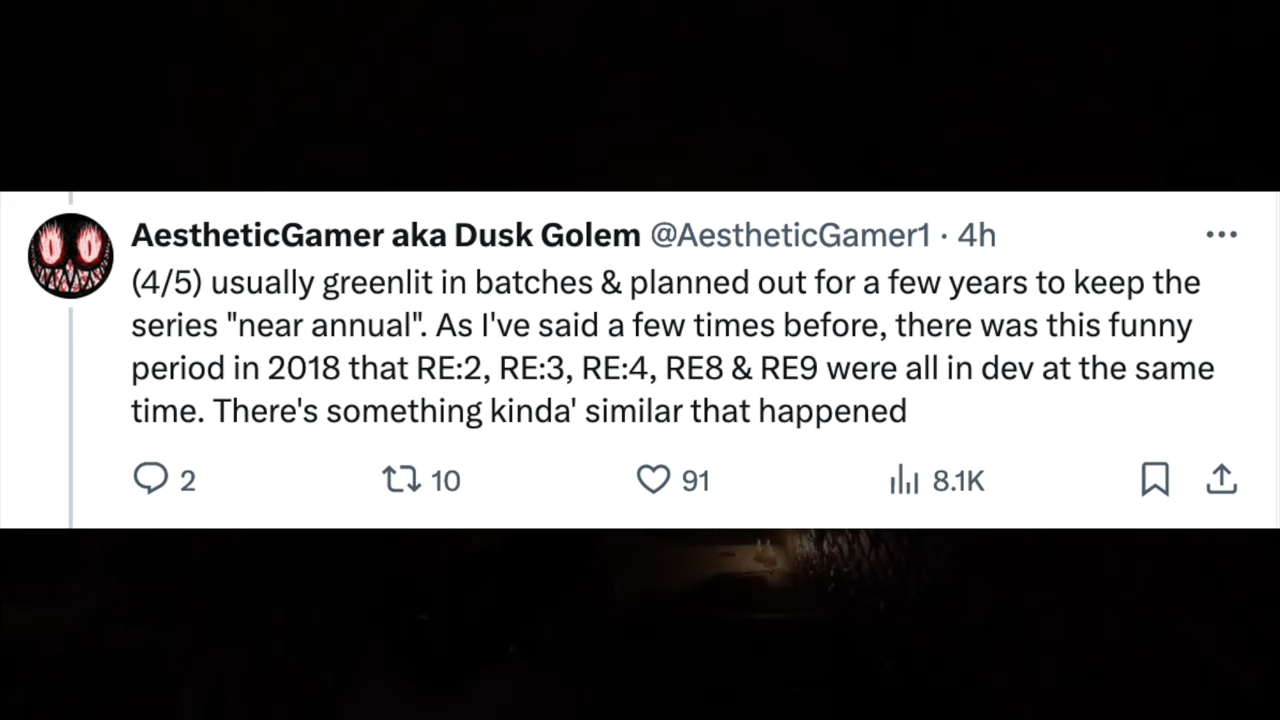 AestheticGamer aka Dusk Golem @AestheticGamer1 · 4h
(4/5) usually greenlit in batches & planned out for a few years to keep the
series "near annual". As I've said a few times before, there was this funny
period in 2018 that RE:2, RE:3, RE:4, RE8 & RE9 were all in dev at the same
time. There's something kinda' similar that happened
2 10 91 8.1K